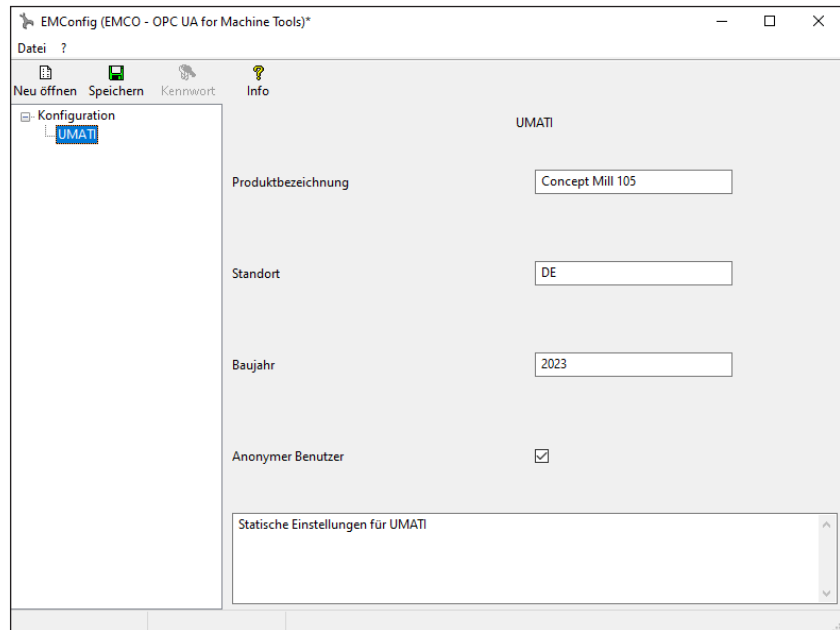 EMConfig (EMCO - OPC UA for Machine Tools)*
Datei ?
Neu öffnen Speichern Kennwort Info
Konfiguration
UMATI
UMATI
Produktbezeichnung Concept Mill 105
Standort DE
Baujahr 2023
Anonymer Benutzer
Statische Einstellungen für UMATI